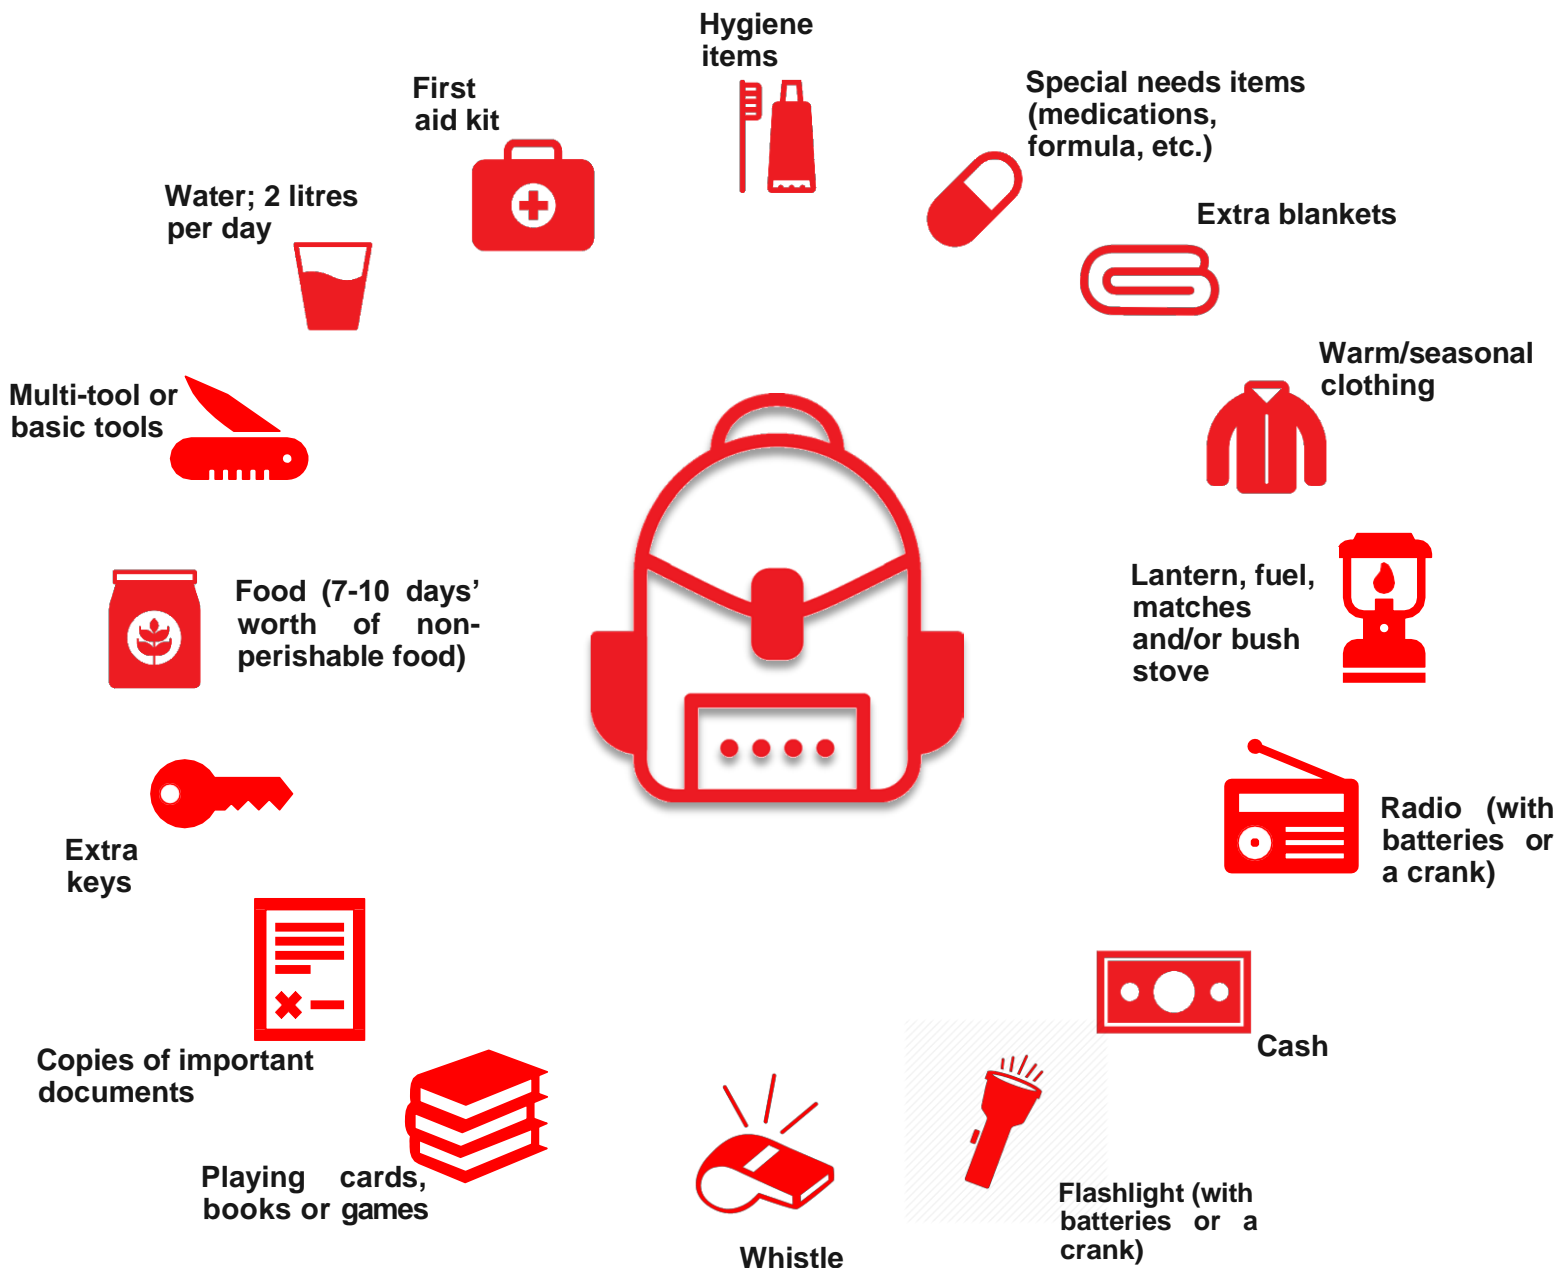 Hygiene
items
First
aid kit
Special needs items
(medications,
formula, etc.)
Water; 2 litres
per day
Extra blankets
Multi-tool or
basic tools
Warm/seasonal
clothing
Food (7-10 days’
worth of non-
perishable food)
Lantern, fuel,
matches
and/or bush
stove
Extra
keys
Radio (with
batteries or
a crank)
Copies of important
documents
Cash
Playing cards,
books or games
Whistle
Flashlight (with
batteries or a
crank)